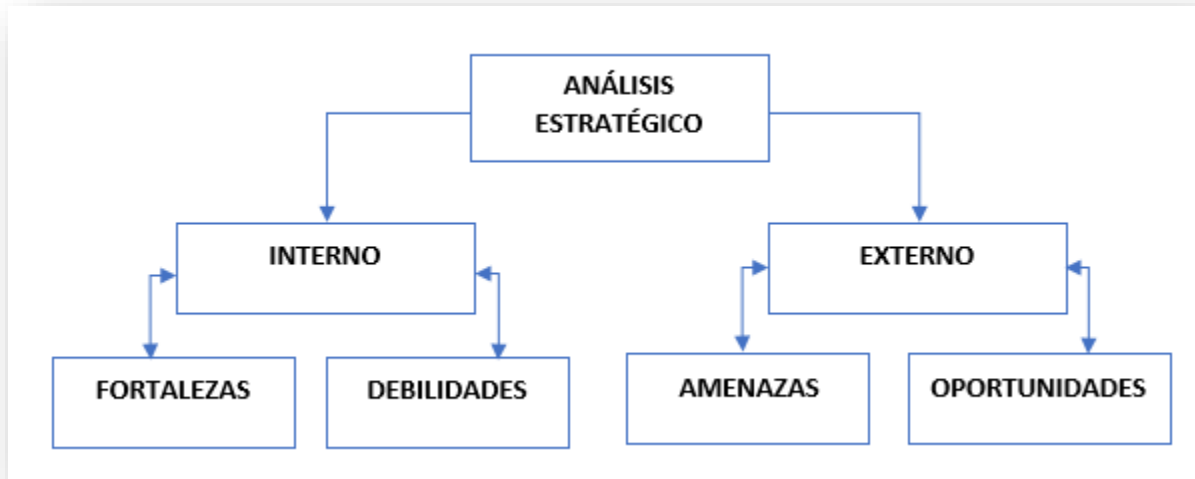 ANÁLISIS
ESTRATÉGICO
INTERNO
EXTERNO
FORTALEZAS
DEBILIDADES
AMENAZAS
OPORTUNIDADES